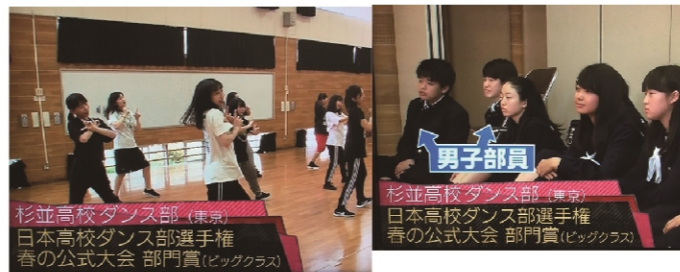 杉並高校ダンス部（東京）
日本高校ダンス部選手権
春の公式大会 部門賞（ビッグクラス）
男子部員
杉並高校ダンス部（東京）
日本高校ダンス部選手権
春の公式大会 部門賞（ビッグクラス）